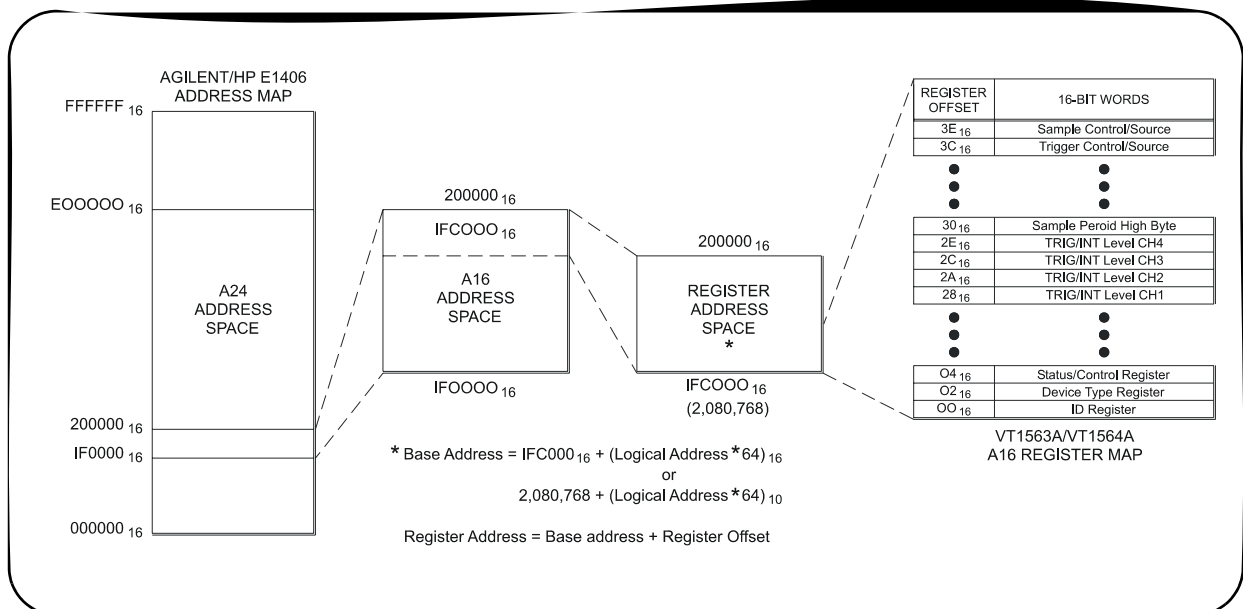 AGILENT/HP E1406
ADDRESS MAP
FFFFFF 16
EOOOOO 16
A24
ADDRESS
SPACE
200000 16
IF0000 16
000000 16
200000 16
IFCOOO 16
A16
ADDRESS
SPACE
IFOOOO 16
200000 16
REGISTER
ADDRESS
SPACE
*
IFCOOO 16
(2,080,768)
* Base Address = IFC000 16 + (Logical Address * 64) 16
or
2,080,768 + (Logical Address * 64) 10
Register Address = Base address + Register Offset
REGISTER
OFFSET
16-BIT WORDS
3E 16 Sample Control/Source
3C 16 Trigger Control/Source
30 16 Sample Peroid High Byte
2E 16 TRIG/INT Level CH4
2C 16 TRIG/INT Level CH3
2A 16 TRIG/INT Level CH2
28 16 TRIG/INT Level CH1
O4 16 Status/Control Register
O2 16 Device Type Register
OO 16 ID Register
VT1563A/VT1564A
A16 REGISTER MAP